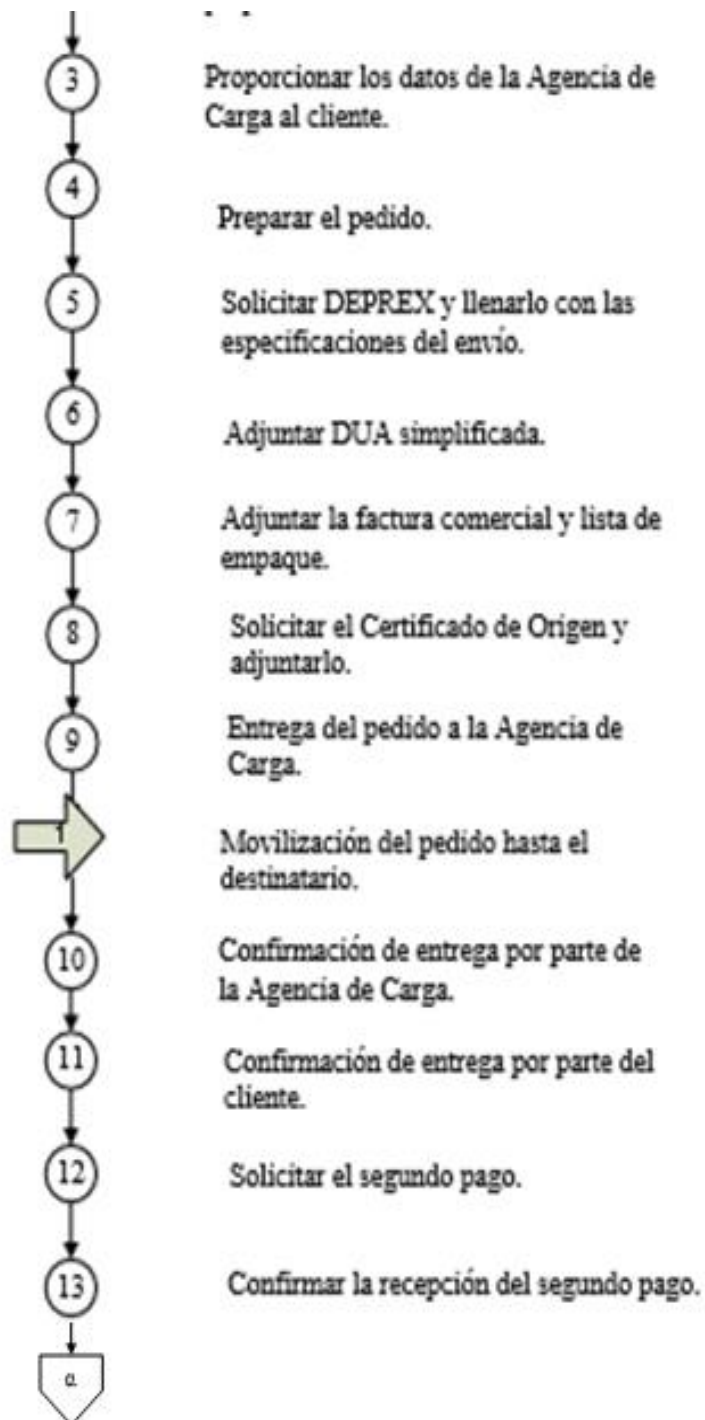 3
Proporcionar los datos de la Agencia de
Carga al cliente.
4
Preparar el pedido.
5
Solicitar DEPREX y llenarlo con las
especificaciones del envío.
6
Adjuntar DUA simplificada.
7
Adjuntar la factura comercial y lista de
empaque.
8
Solicitar el Certificado de Origen y
adjuntarlo.
9
Entrega del pedido a la Agencia de
Carga.
1
Movilización del pedido hasta el
destinatario.
10
Confirmación de entrega por parte de
la Agencia de Carga.
11
Confirmación de entrega por parte del
cliente.
12
Solicitar el segundo pago.
13
Confirmar la recepción del segundo pago.
a